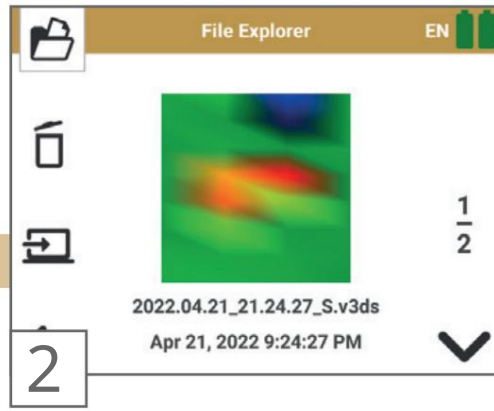 File Explorer
EN
1
2
2022.04.21_21.24.27_S.v3ds
Apr 21, 2022 9:24:27 PM
2